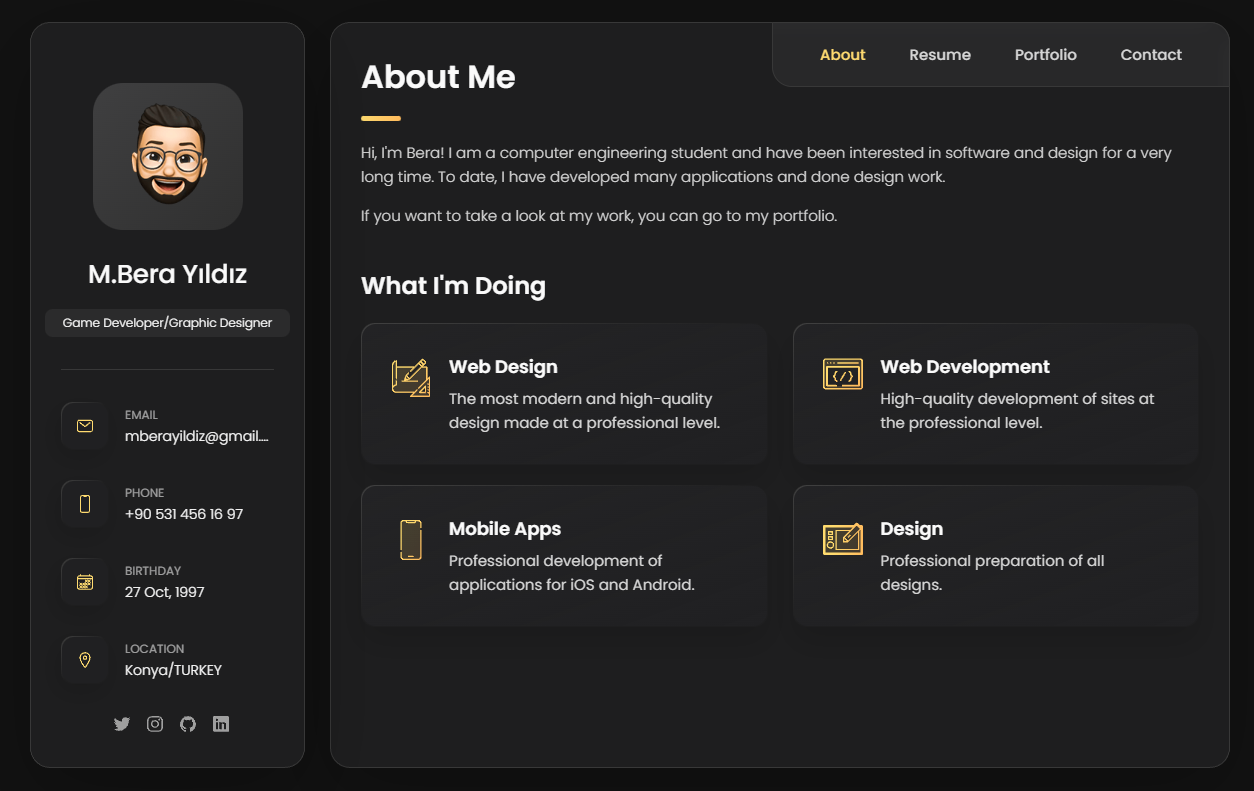 M.Bera Yıldız
Game Developer/Graphic Designer
EMAIL
mberayildiz@gmail...
PHONE
+90 531 456 16 97
BIRTHDAY
27 Oct, 1997
LOCATION
Konya/TURKEY
About
Resume
Portfolio
Contact
About Me
Hi, I'm Bera! I am a computer engineering student and have been interested in software and design for a very
long time. To date, I have developed many applications and done design work.
If you want to take a look at my work, you can go to my portfolio.
What I'm Doing
Web Design
The most modern and high-quality
design made at a professional level.
Web Development
High-quality development of sites at
the professional level.
Mobile Apps
Professional development of
applications for iOS and Android.
Design
Professional preparation of all
designs.